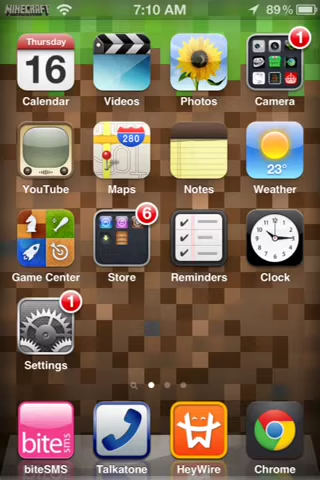 MINECRAFT 7:10 AM 89%
Thursday 1
16
Calendar Videos Photos Camera
280
23°
YouTube Maps Notes Weather
6
Game Center Store Reminders Clock
1
Settings
bite sms
biteSMS Talkatone HeyWire Chrome